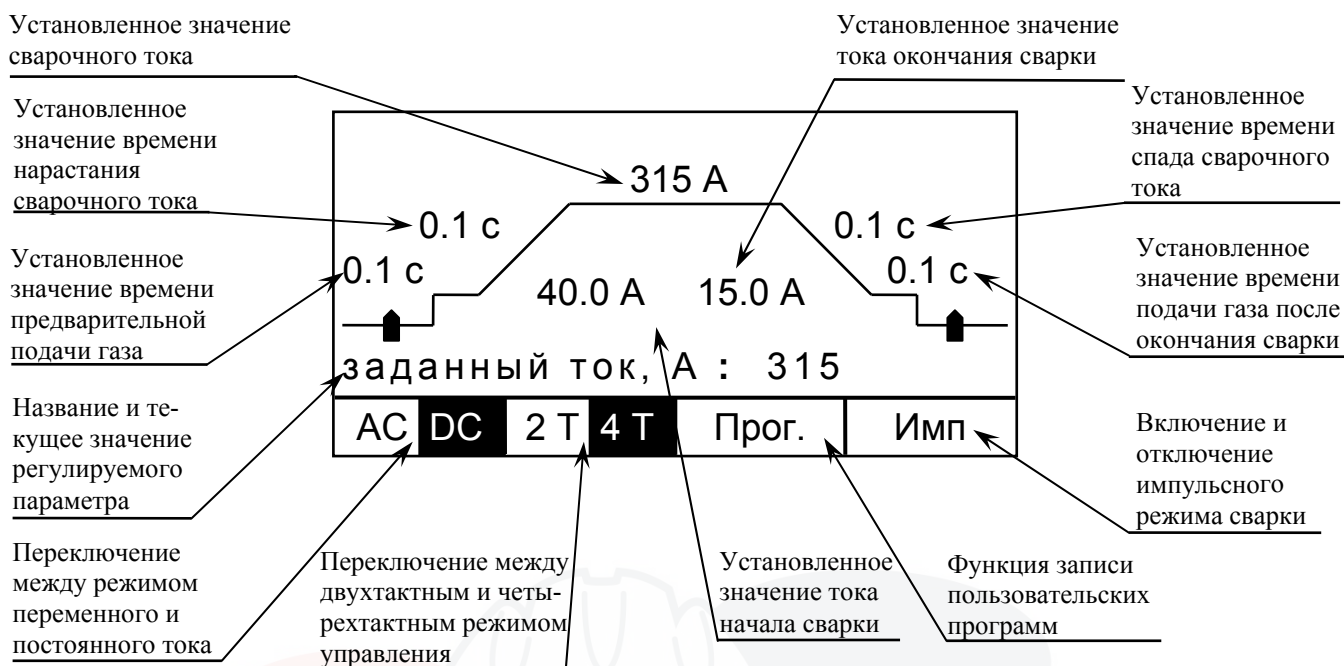 Установленное значение
сварочного тока
Установленное значение
тока окончания сварки
Установленное
значение времени
нарастания
сварочного тока
Установленное
значение времени
спада сварочного
тока
Установленное
значение времени
предварительной
подачи газа
Установленное
значение времени
подачи газа после
окончания сварки
315 А
0.1 с
0.1 с
0.1 с
0.1 с
40.0 А
15.0 А
заданный ток, А : 315
AC
DC
2 Т
4 Т
Прог.
Имп
Название и те-
кущее значение
регулируемого
параметра
Включение и
отключение
импульсного
режима сварки
Переключение
между режимом
переменного и
постоянного тока
Переключение между
двухтактным и четы-
рехтактным режимом
управления
Установленное
значение тока
начала сварки
Функция записи
пользовательских
программ